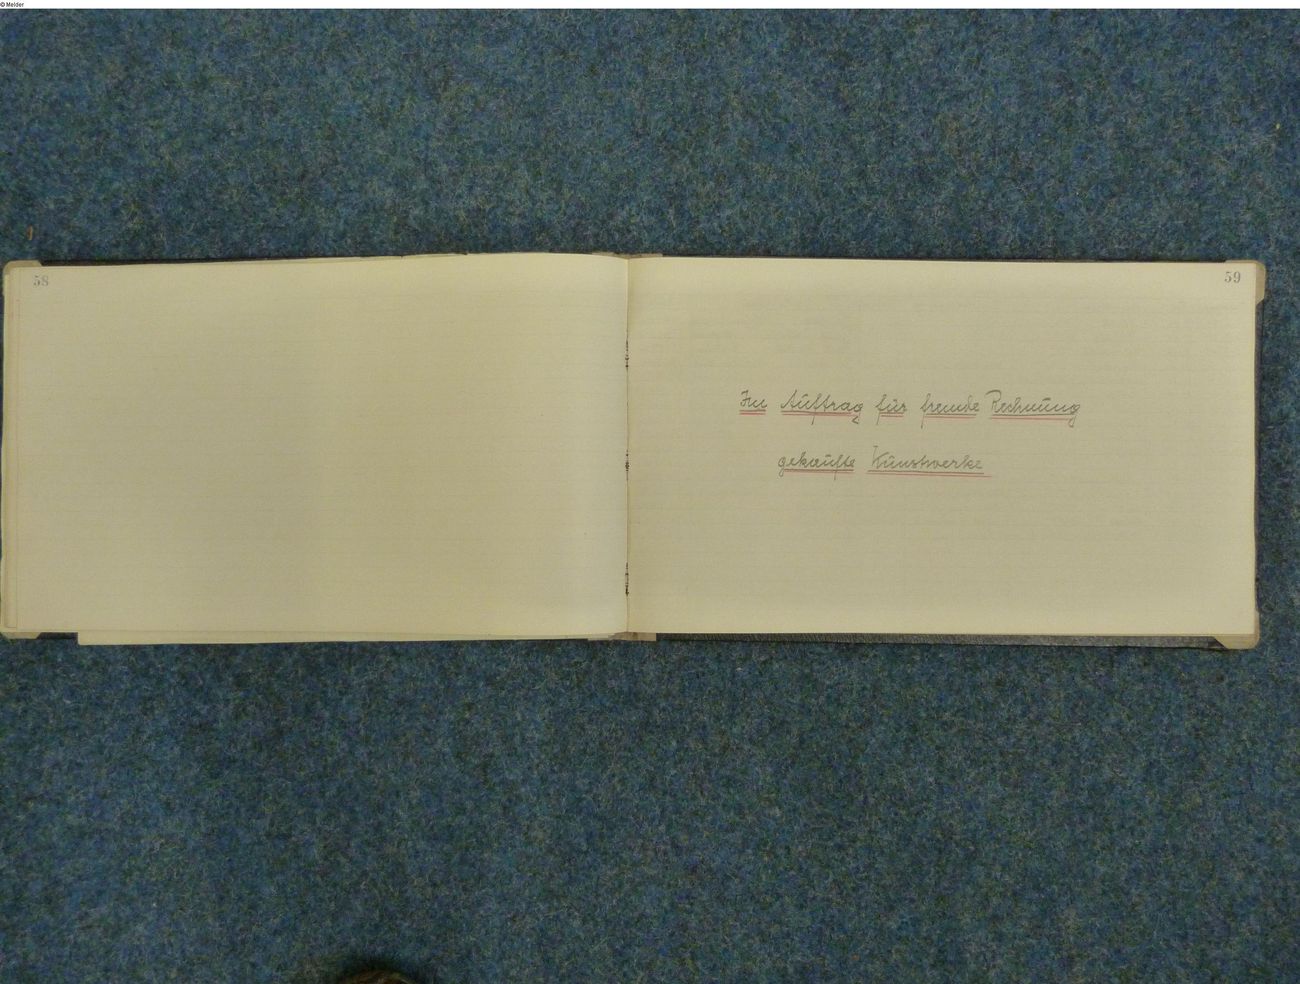 © Melder
58
59
Im Auftrag für fremde Rechnung
gekaufte Kunstwerke